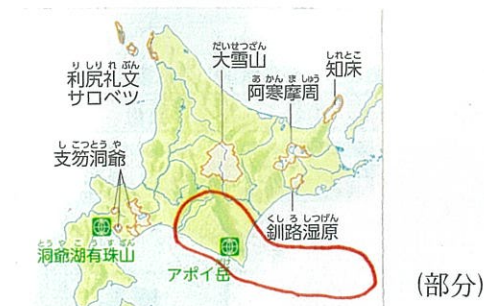 だいせつざん
大雪山
しれとこ
知床
りしりれぶん
利尻礼文
サロベツ
あかんましゅう
阿寒摩周
しこつとうや
支笏洞爺
くしろしつげん
釧路湿原
とうやこうすざん
洞爺湖有珠山
だけ
アポイ岳
(部分)